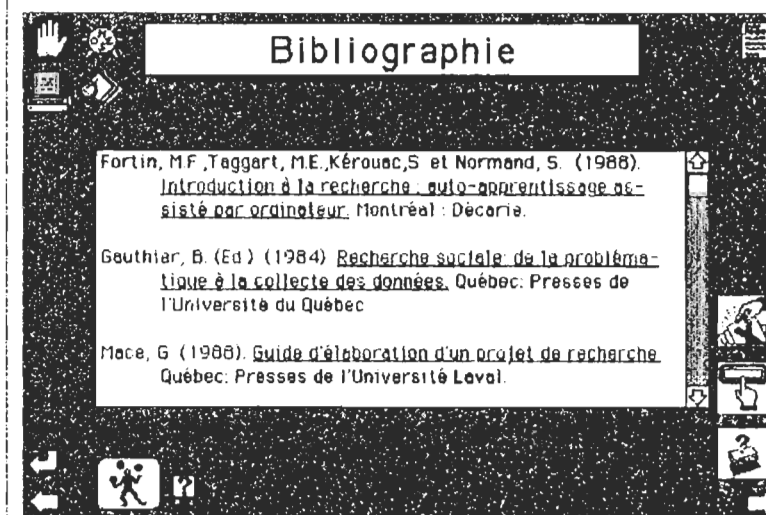 Bibliographie
Fortin, M.F.,Taggart, M.E.,Kérouac,S et Normand, S. (1988).
Introduction à la recherche : auto-apprentissage as-
sisté par ordinateur. Montréal : Décarie.
Gauthier, B. (Ed.) (1984) Recherche sociale: de la probléma-
tique à la collecte des données. Québec: Presses de
l'Université du Québec
Mace, G (1988). Guide d'élaboration d'un projet de recherche
Québec: Presses de l'Université Laval.
?
?